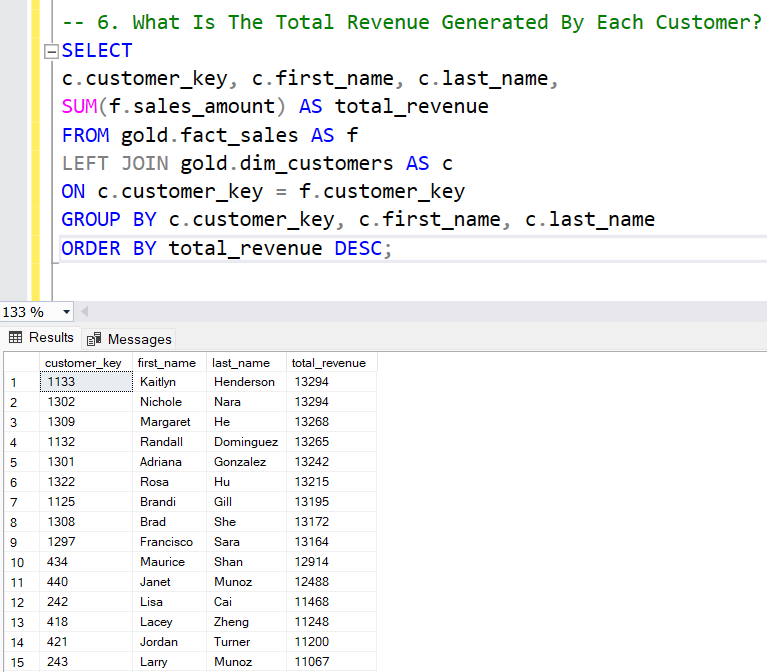 -- 6. What Is The Total Revenue Generated By Each Customer?
SELECT
c.customer_key, c.first_name, c.last_name,
SUM(f.sales_amount) AS total_revenue
FROM gold.fact_sales AS f
LEFT JOIN gold.dim_customers AS c
ON c.customer_key = f.customer_key
GROUP BY c.customer_key, c.first_name, c.last_name
ORDER BY total_revenue DESC;
133 %
Results Messages
customer_key first_name last_name total_revenue
1 1133 Kaitlyn Henderson 13294
2 1302 Nichole Nara 13294
3 1309 Margaret He 13268
4 1132 Randall Dominguez 13265
5 1301 Adriana Gonzalez 13242
6 1322 Rosa Hu 13215
7 1125 Brandi Gill 13195
8 1308 Brad She 13172
9 1297 Francisco Sara 13164
10 434 Maurice Shan 12914
11 440 Janet Munoz 12488
12 242 Lisa Cai 11468
13 418 Lacey Zheng 11248
14 421 Jordan Turner 11200
15 243 Larry Munoz 11067